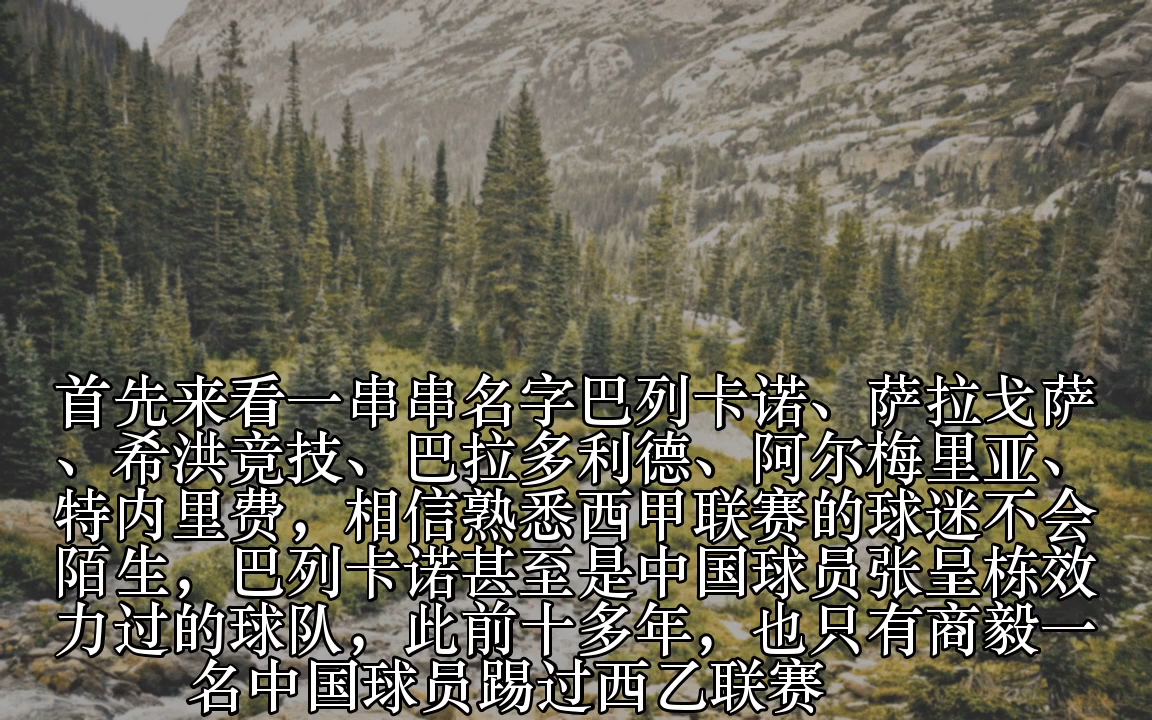 首先来看一串串名字巴列卡诺、萨拉戈萨
、希洪竞技、巴拉多利德、阿尔梅里亚、
特内里费，相信熟悉西甲联赛的球迷不会
陌生，巴列卡诺甚至是中国球员张呈栋效
力过的球队，此前十多年，也只有商毅一
名中国球员踢过西乙联赛